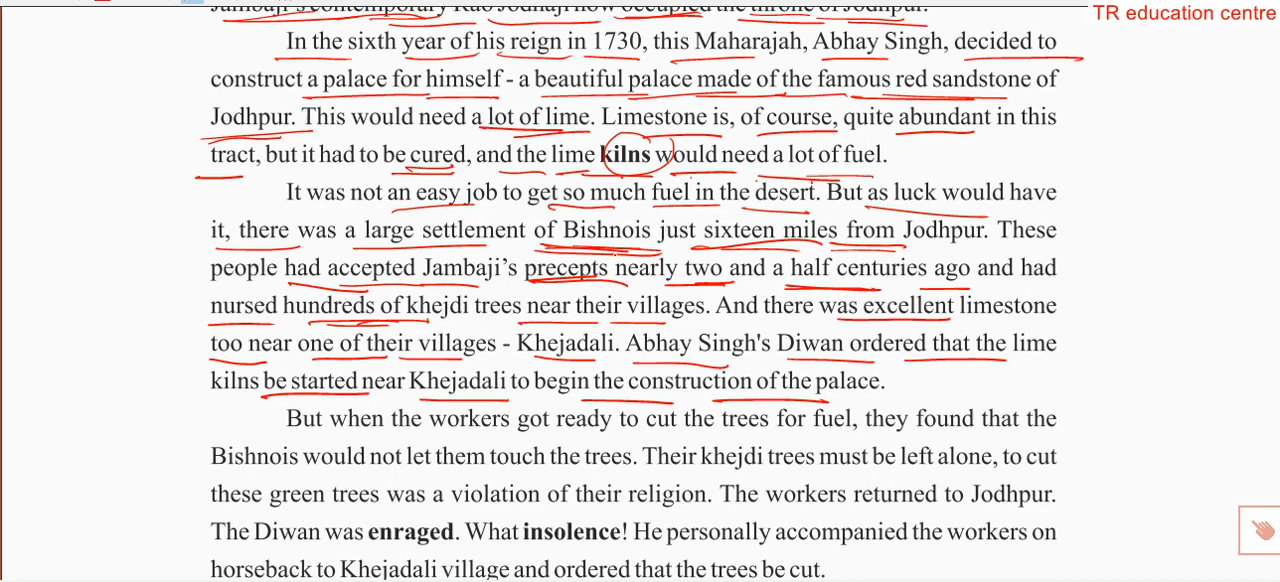 Jambaji's contemporary Rao Jodhaji now occupied the throne of Jodhpur.
TR education centre
In the sixth year of his reign in 1730, this Maharajah, Abhay Singh, decided to
construct a palace for himself - a beautiful palace made of the famous red sandstone of
Jodhpur. This would need a lot of lime. Limestone is, of course, quite abundant in this
tract, but it had to be cured, and the lime kilns would need a lot of fuel.
It was not an easy job to get so much fuel in the desert. But as luck would have
it, there was a large settlement of Bishnois just sixteen miles from Jodhpur. These
people had accepted Jambaji’s precepts nearly two and a half centuries ago and had
nursed hundreds of khejdi trees near their villages. And there was excellent limestone
too near one of their villages - Khejadali. Abhay Singh's Diwan ordered that the lime
kilns be started near Khejadali to begin the construction of the palace.
But when the workers got ready to cut the trees for fuel, they found that the
Bishnois would not let them touch the trees. Their khejdi trees must be left alone, to cut
these green trees was a violation of their religion. The workers returned to Jodhpur.
The Diwan was enraged. What insolence! He personally accompanied the workers on
horseback to Khejadali village and ordered that the trees be cut.